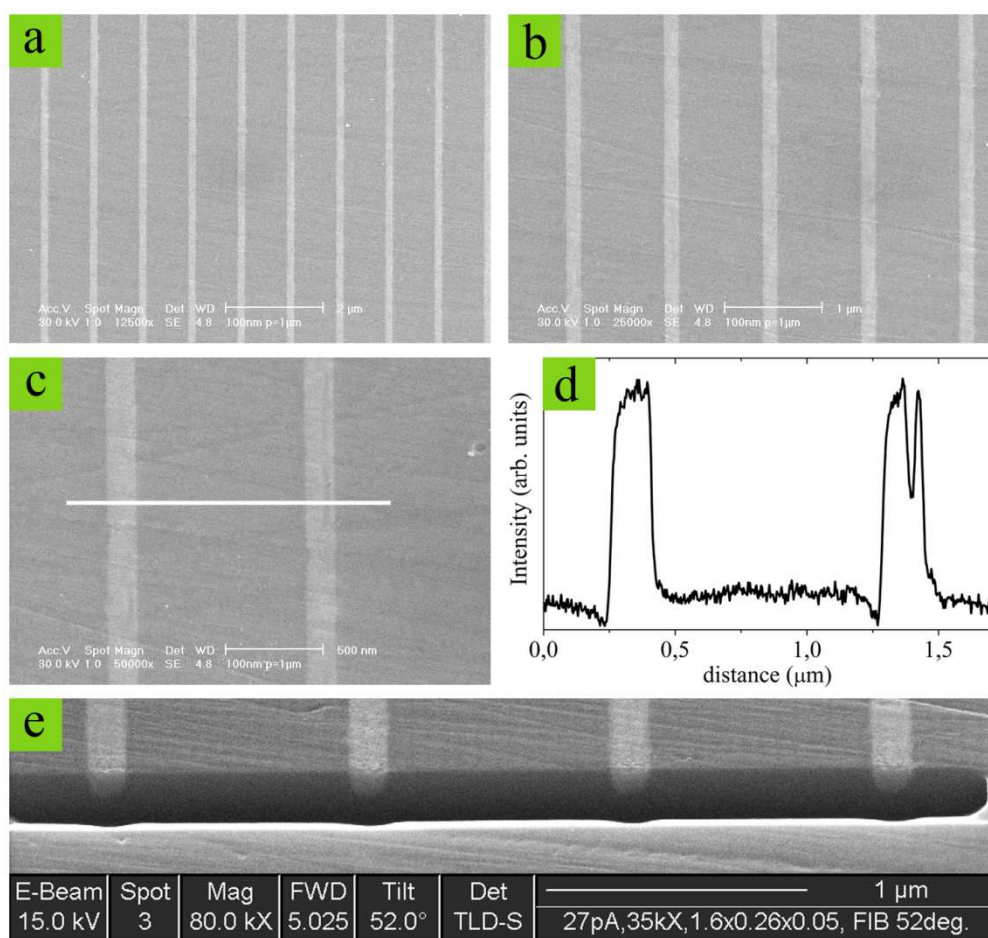 a
Acc.V Spot Magn Det WD 2 µm
30.0 kV 1.0 12500x SE 4.8 100nm p=1µm
b
Acc.V Spot Magn Det WD 1 µm
30.0 kV 1.0 25000x SE 4.8 100nm p=1µm
c
Acc.V Spot Magn Det WD 500 nm
30.0 kV 1.0 50000x SE 4.8 100nm p=1µm
d
Intensity (arb. units)
0,0 0,5 1,0 1,5
distance (µm)
e
E-Beam Spot Mag FWD Tilt Det 1 µm
15.0 kV 3 80.0 kX 5.025 52.0° TLD-S 27pA,35kX,1.6x0.26x0.05, FIB 52deg.